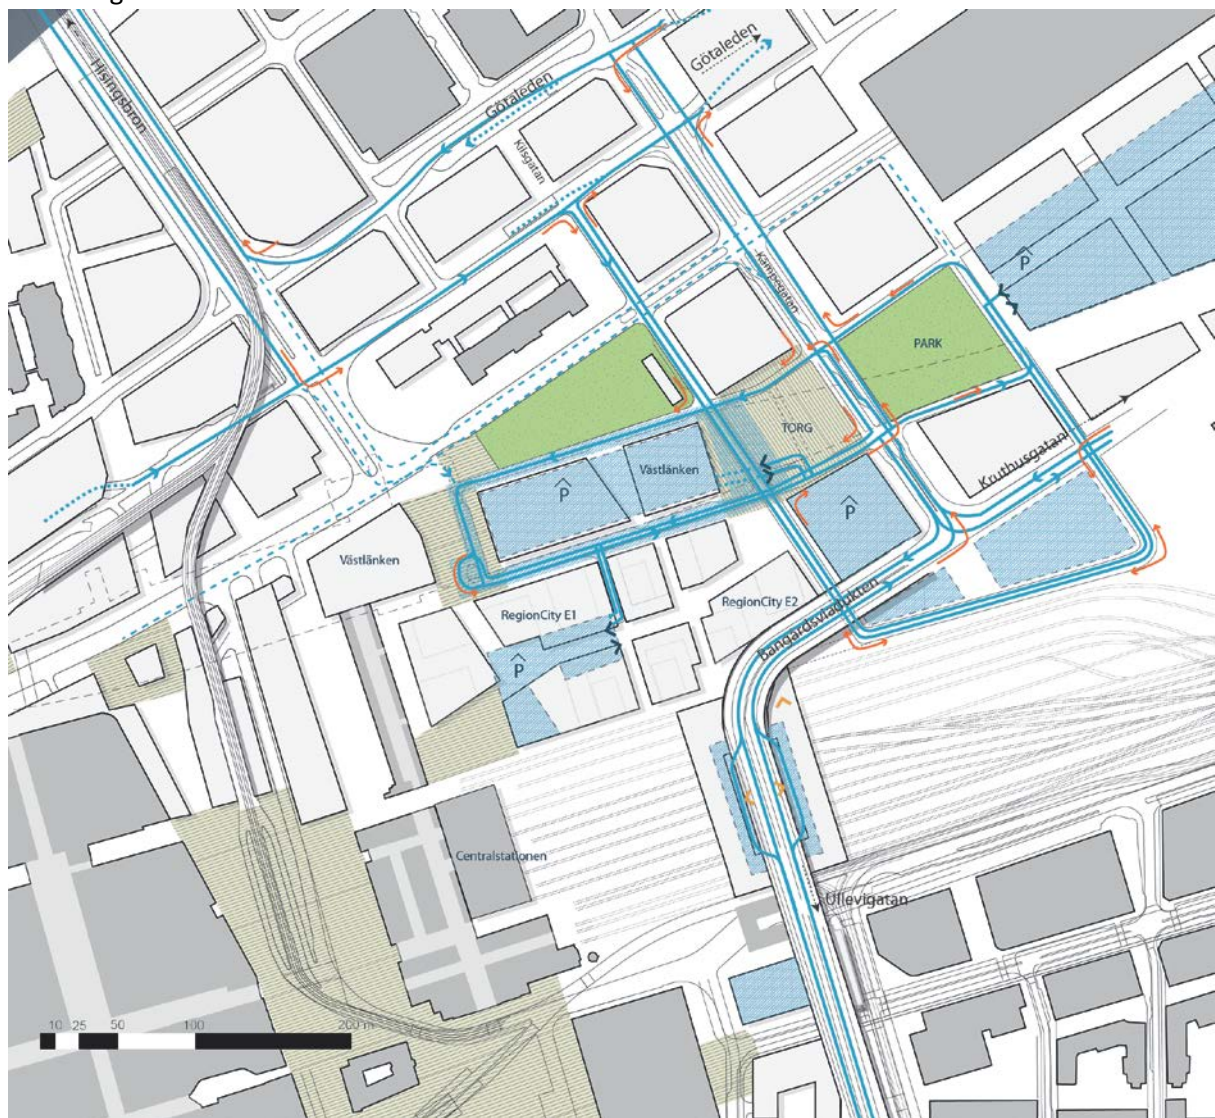 Götaleden
Hisingsbron
Götaleden
Kilsgatan
P
Kämpegatan
PARK
TORG
Västlänken
P
P
Kruthusgatan
Västlänken
RegionCity E1
RegionCity E2
Bangårdsviadukten
P
Centralstationen
Ullevigatan
10 25 50 100 200 m